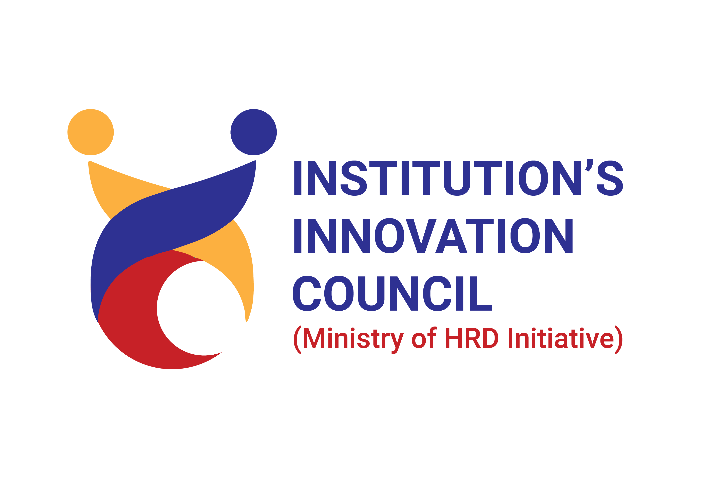 INSTITUTION’S
INNOVATION
COUNCIL
(Ministry of HRD Initiative)